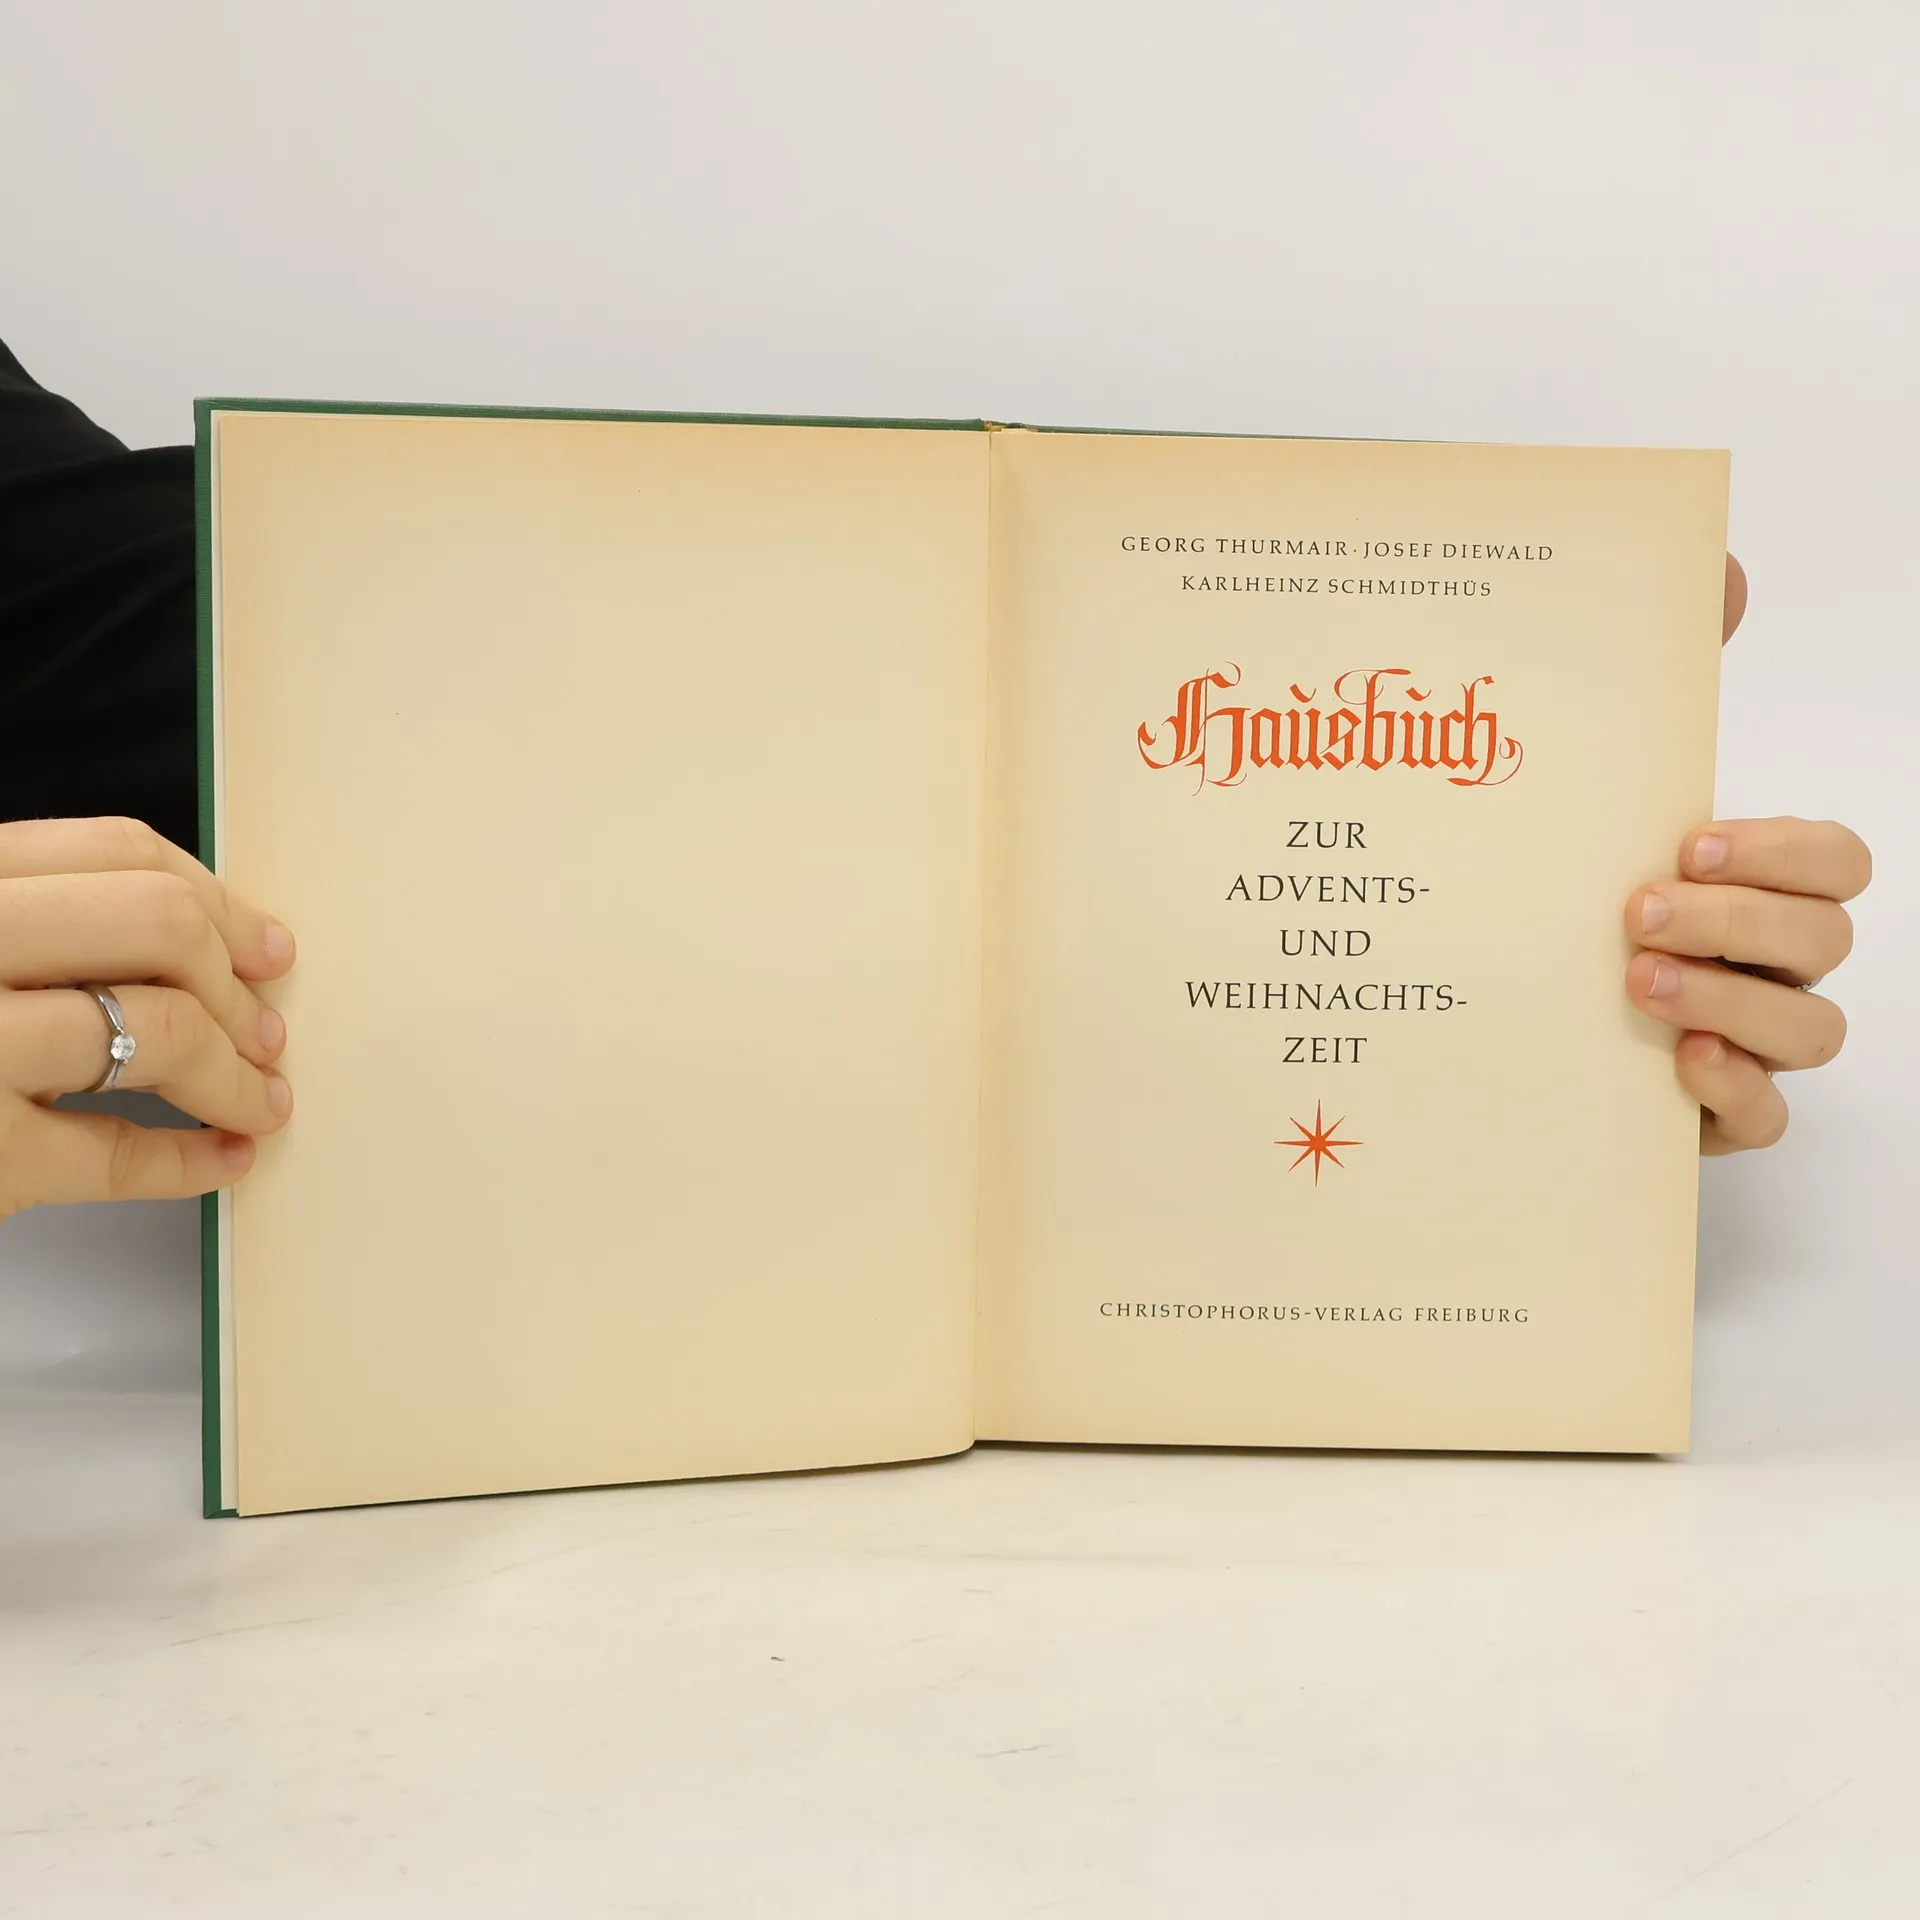 GEORG THURMAIR · JOSEF DIEWALD
KARLHEINZ SCHMIDTHÜS
Hausbuch
ZUR
ADVENTS-
UND
WEIHNACHTS-
ZEIT
CHRISTOPHORUS-VERLAG FREIBURG